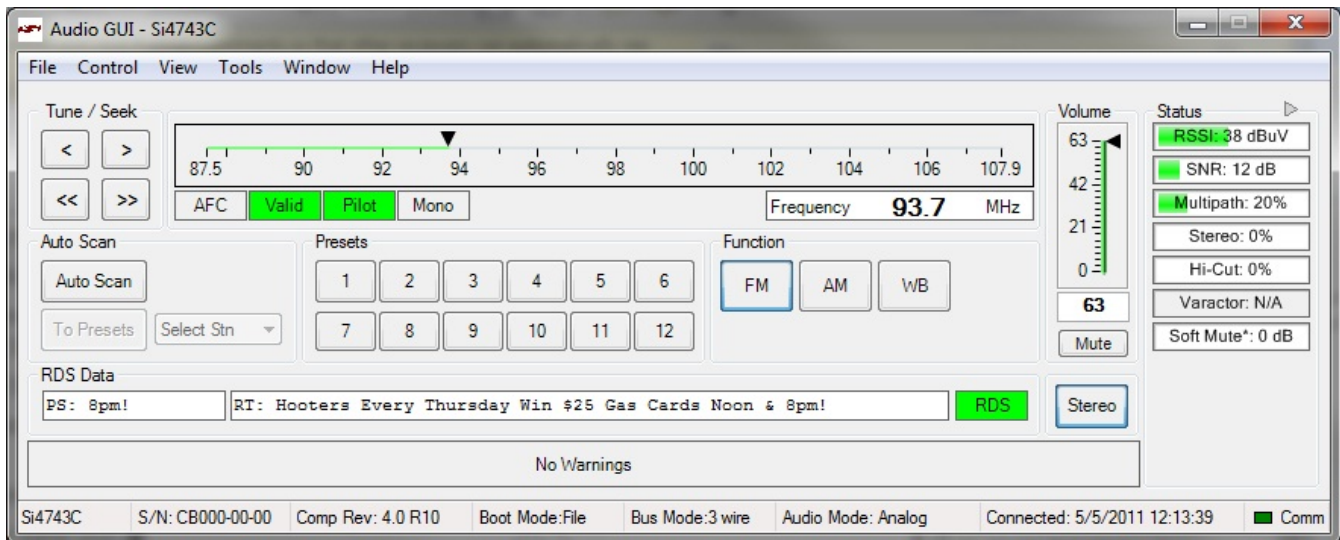 Audio GUI - Si4743C
File Control View Tools Window Help
Tune / Seek
< >
<< >>
87.5 90 92 94 96 98 100 102 104 106 107.9
AFC Valid Pilot Mono
Frequency 93.7 MHz
Auto Scan
Auto Scan
To Presets Select Stn
Presets
1 2 3 4 5 6
7 8 9 10 11 12
Function
FM AM WB
Volume
63
42
21
0
63
Mute
Status
RSSI: 38 dBuV
SNR: 12 dB
Multipath: 20%
Stereo: 0%
Hi-Cut: 0%
Varactor: N/A
Soft Mute*: 0 dB
RDS Data
PS: 8pm! RT: Hooters Every Thursday Win $25 Gas Cards Noon & 8pm! RDS
Stereo
No Warnings
Si4743C S/N: CB000-00-00 Comp Rev: 4.0 R10 Boot Mode:File Bus Mode:3 wire Audio Mode: Analog Connected: 5/5/2011 12:13:39 Comm